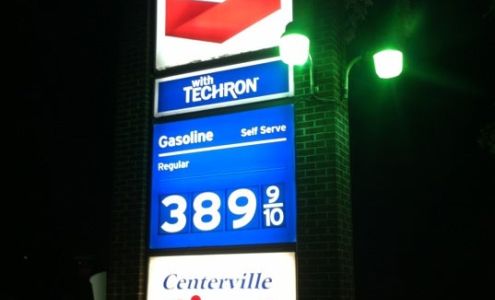 with
TECHRON
Gasoline Self Serve
Regular
389 9/10
Centerville